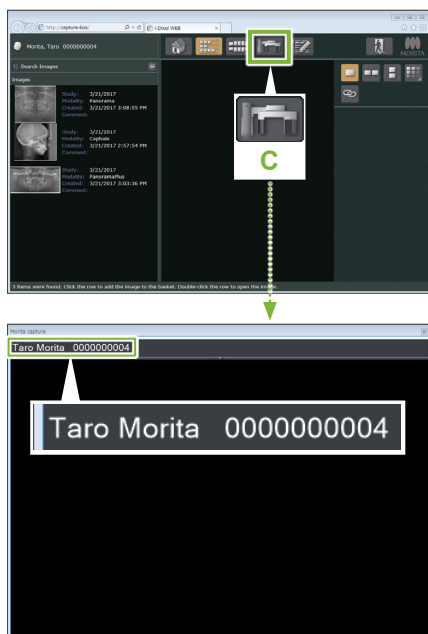 http://capture-box/
i-Dixel WEB
Morita, Taro 0000000004
MORITA
Search Images
Images
Study: 3/21/2017
Modality: Panorama
Created: 3/21/2017 3:08:55 PM
Comment:
Study: 3/21/2017
Modality: Cephalo
Created: 3/21/2017 2:57:54 PM
Comment:
Study: 3/21/2017
Modality: PanoramaPlus
Created: 3/21/2017 3:03:36 PM
Comment:
C
3 items were found. Click the row to add the image to the basket. Double-click the row to open the image.
Morita capture
Taro Morita 0000000004
Taro Morita 0000000004